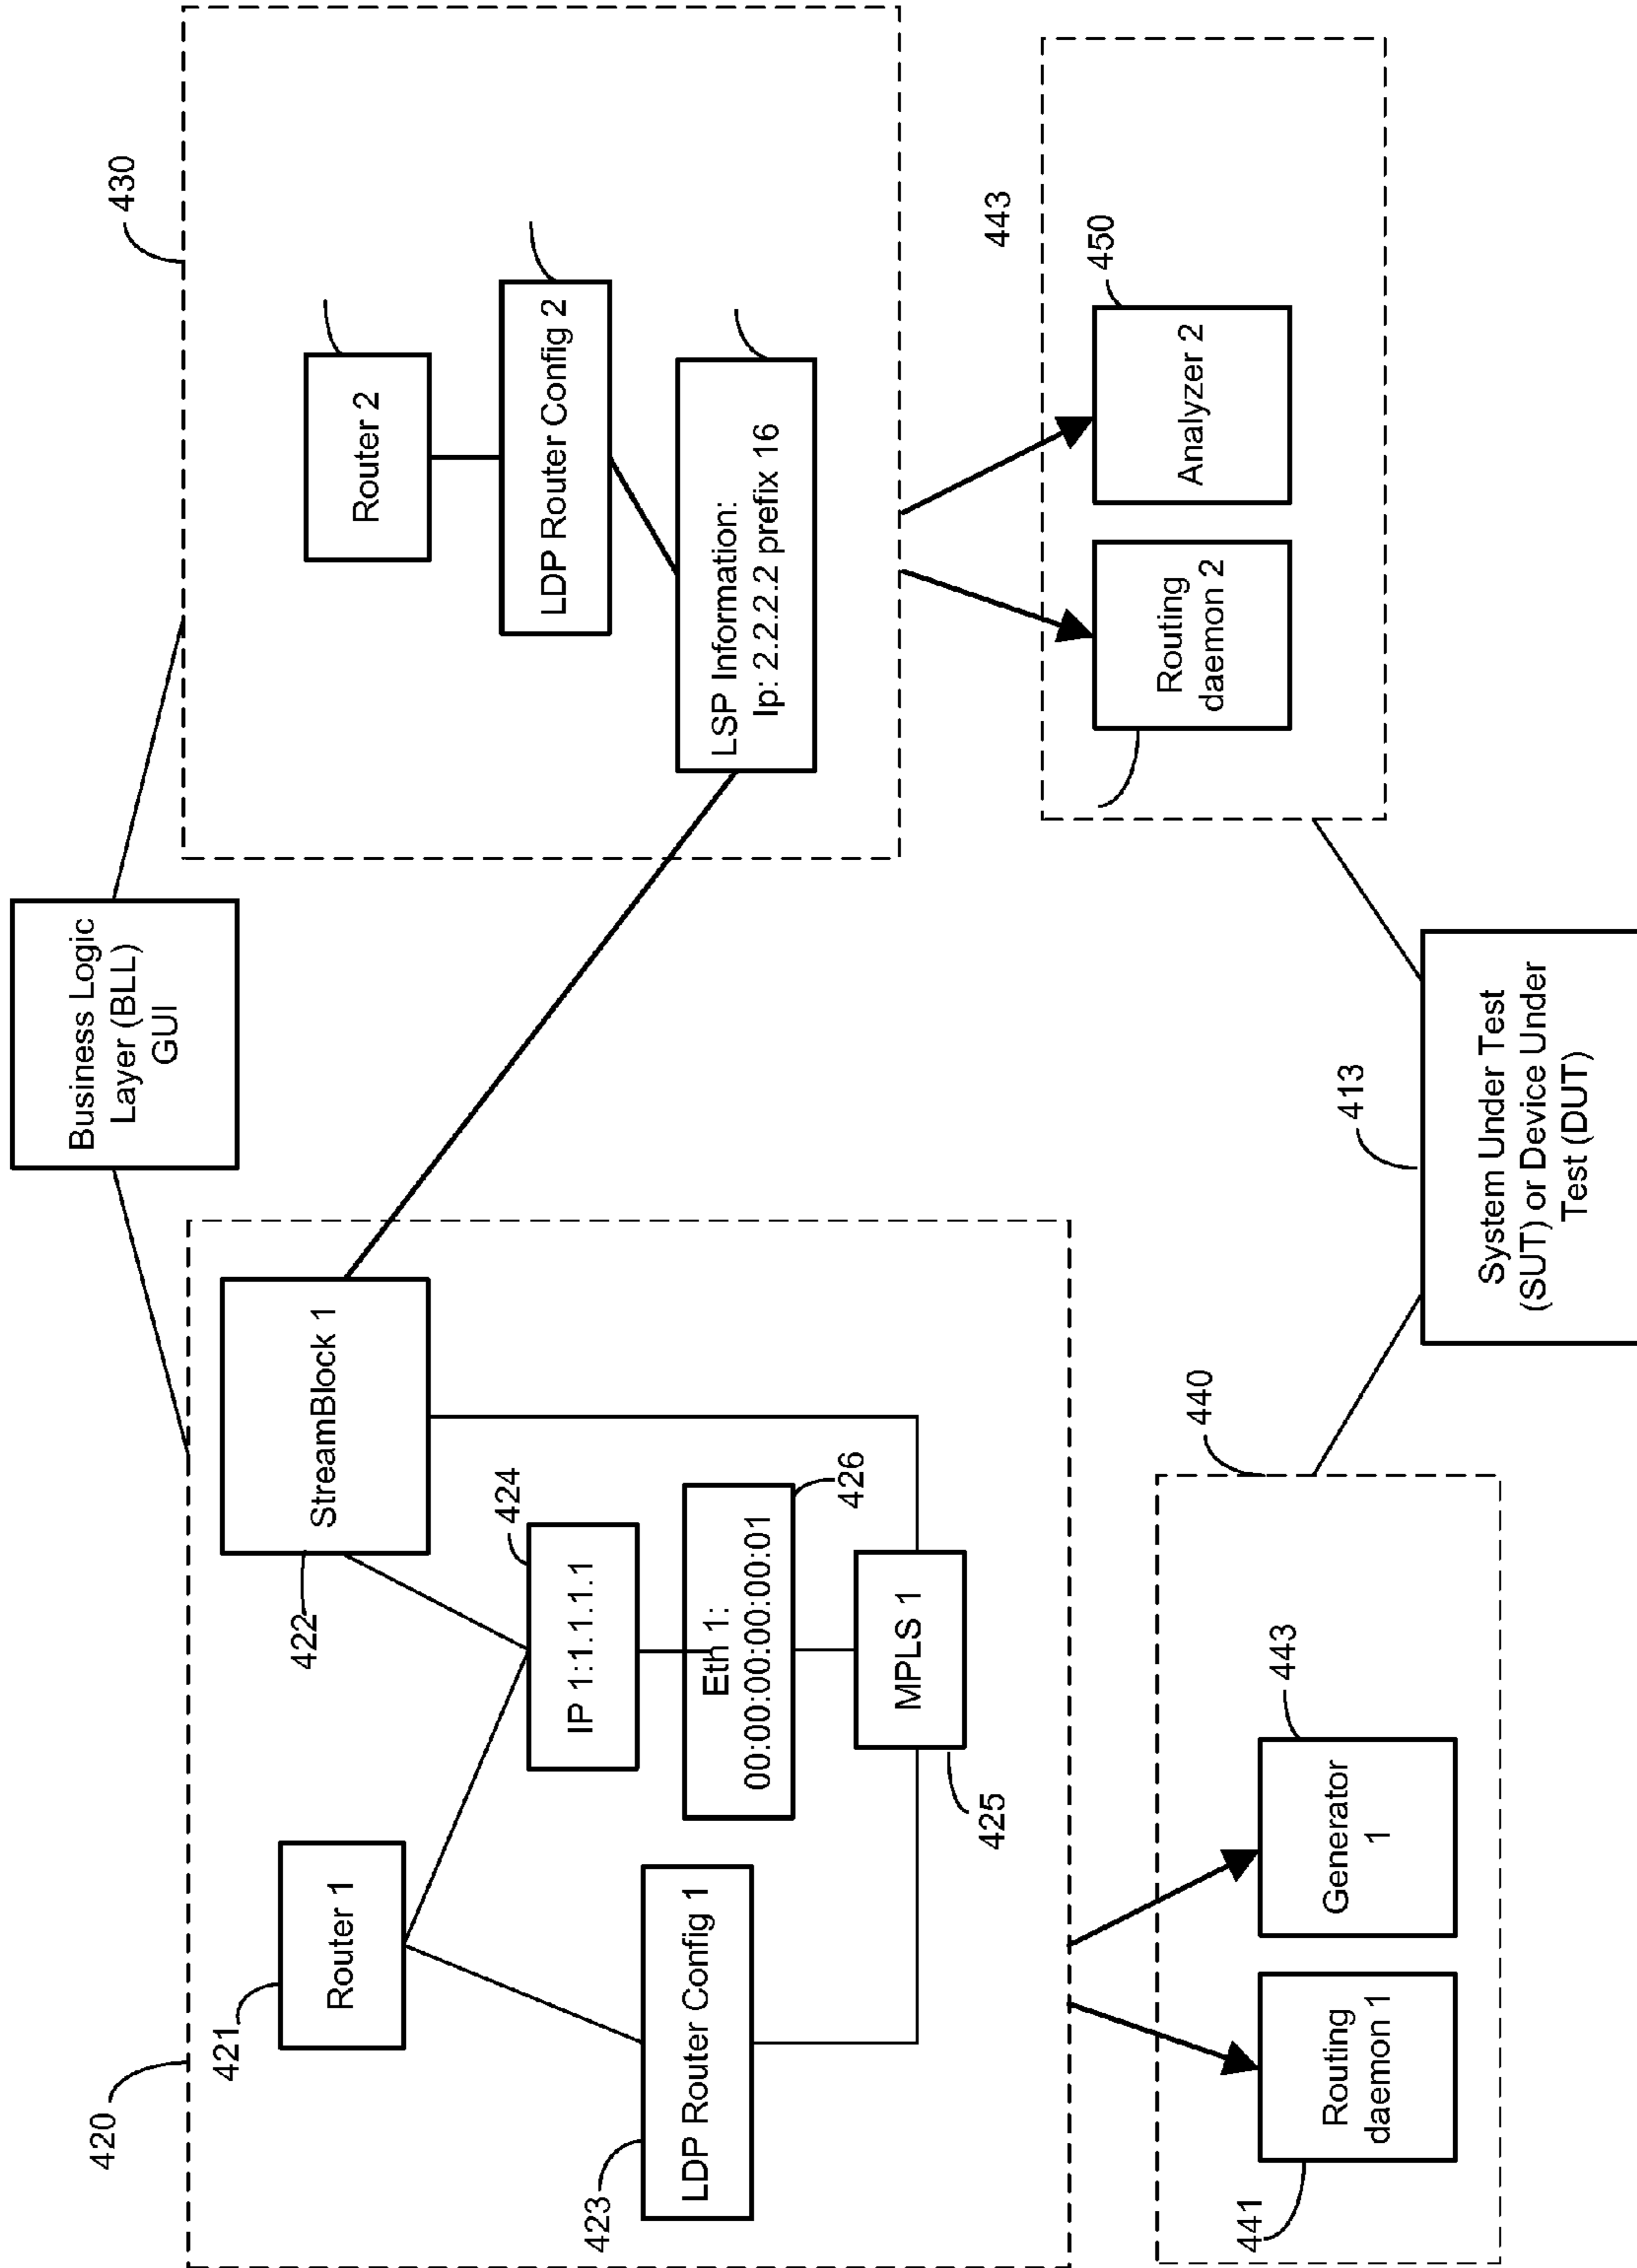 Business Logic
Layer (BLL)
GUI
420
430
421
Router 1
422
StreamBlock 1
423
LDP Router Config 1
424
IP 1:1.1.1.1
Eth 1:
00:00:00:00:00:01
426
MPLS 1
425
Router 2
LDP Router Config 2
LSP Information:
Ip: 2.2.2.2 prefix 16
440
441
Routing
daemon 1
Generator
1
443
443
Routing
daemon 2
Analyzer 2
450
413
System Under Test
(SUT) or Device Under
Test (DUT)